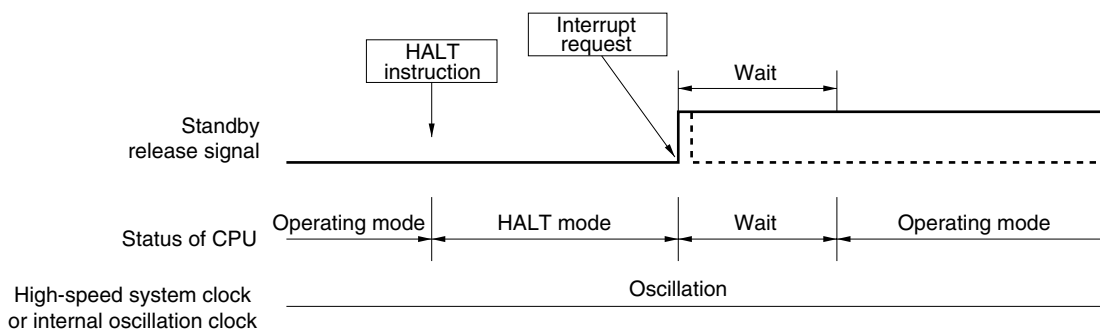 Interrupt
request
HALT
instruction
Wait
Standby
release signal
Status of CPU
Operating mode
HALT mode
Wait
Operating mode
High-speed system clock
or internal oscillation clock
Oscillation